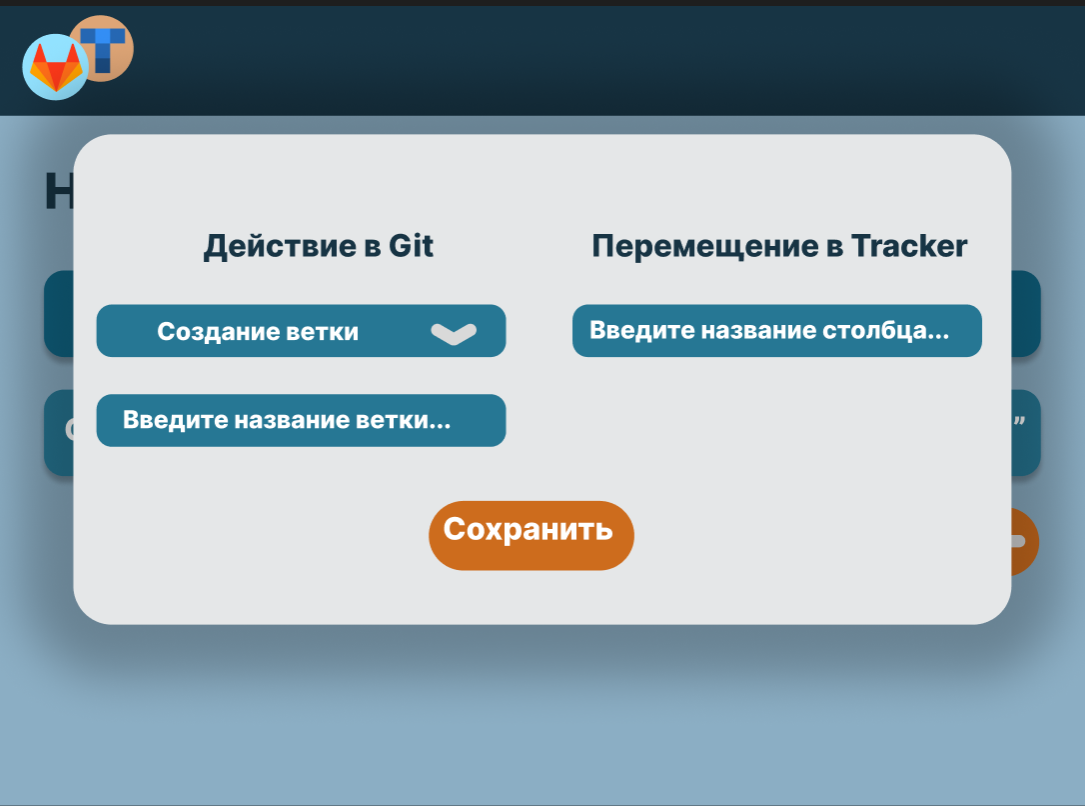 Действие в Git
Перемещение в Tracker
Создание ветки
Введите название столбца...
Введите название ветки...
Сохранить